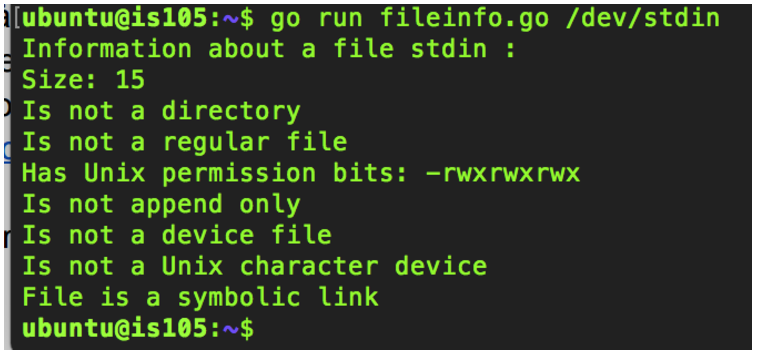 [ubuntu@is105:~$ go run fileinfo.go /dev/stdin
Information about a file stdin :
Size: 15
Is not a directory
Is not a regular file
Has Unix permission bits: -rwxrwxrwx
Is not append only
Is not a device file
Is not a Unix character device
File is a symbolic link
ubuntu@is105:~$